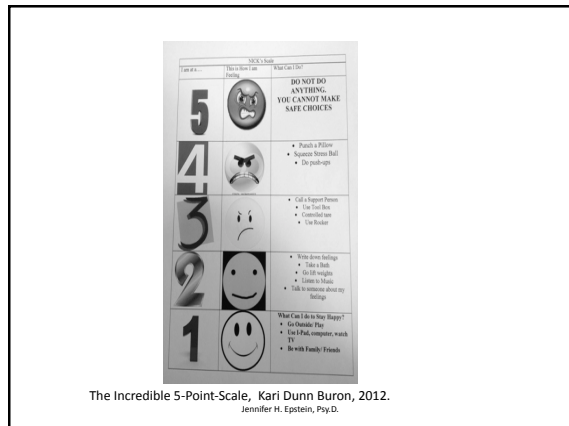 NICK's Scale
I am at a....
This is How I am
Feeling
What Can I Do?
5
DO NOT DO
ANYTHING.
YOU CANNOT MAKE
SAFE CHOICES
4
• Punch a Pillow
• Squeeze Stress Ball
• Do push-ups
3
• Call a Support Person
• Use Tool Box
• Controlled
• Use Rocker
2
• Write down feelings
• Take a Bath
• Go lift weights
• Listen to Music
• Talk to someone about my
feelings
1
What Can I do to Stay Happy?
• Go Outside/ Play
• Use I-Pad, computer, watch
TV
• Be with Family/ Friends
The Incredible 5-Point-Scale, Kari Dunn Buron, 2012.
Jennifer H. Epstein, Psy.D.